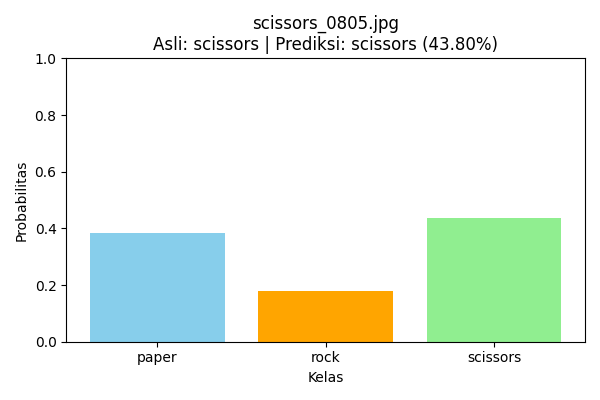 scissors_0805.jpg
Asli: scissors | Prediksi: scissors (43.80%)
1.0
0.8
0.6
0.4
0.2
0.0
Probabilitas
paper rock scissors
Kelas